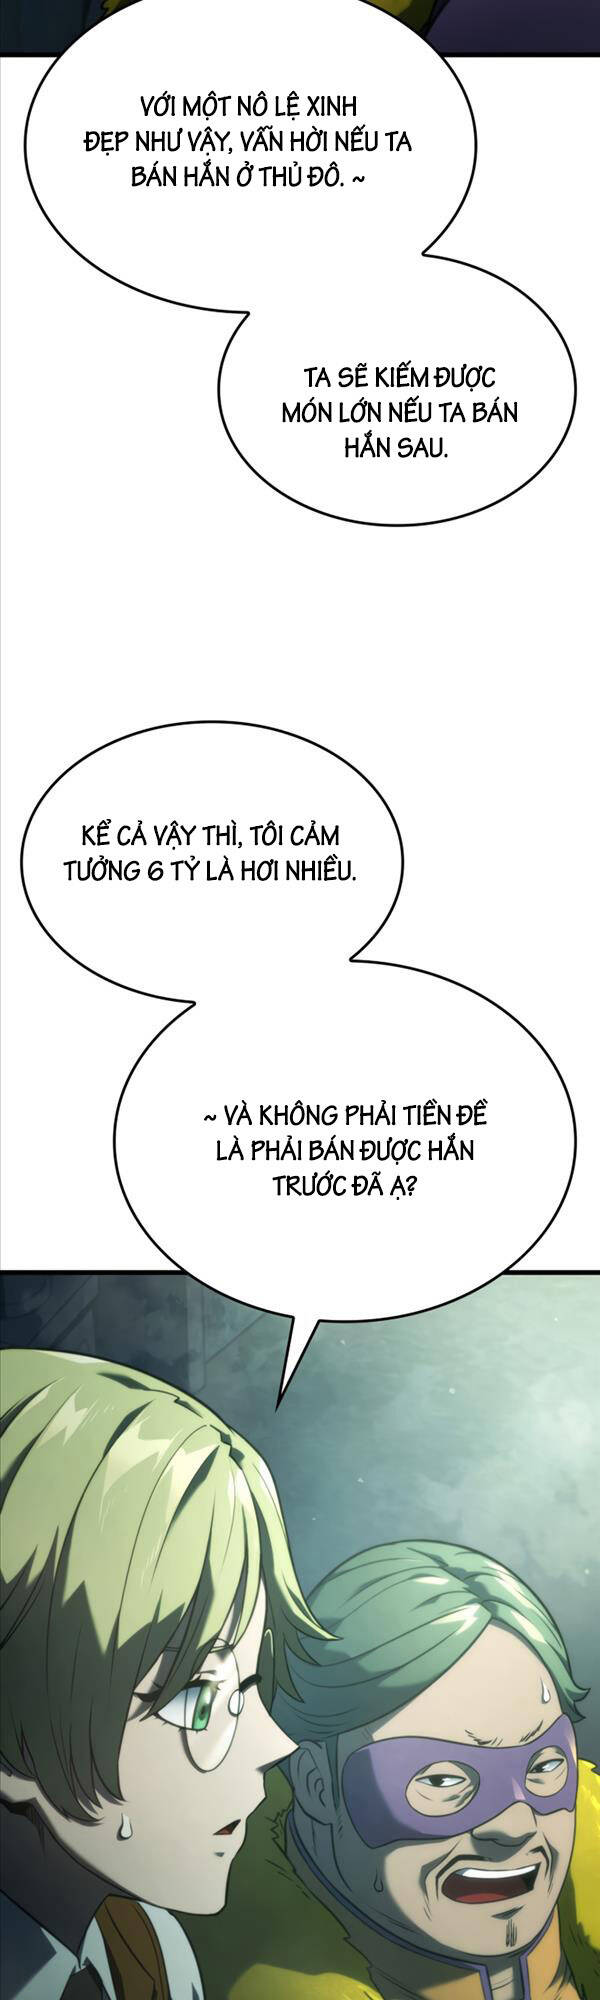 VỚI MỘT NÔ LỆ XINH
ĐẸP NHƯ VẬY, VẪN HỜI NẾU TA
BÁN HẮN Ở THỦ ĐÔ. ~
TA SẼ KIẾM ĐƯỢC
MÓN LỚN NẾU TA BÁN
HẮN SAU.
KỂ CẢ VẬY THÌ, TÔI CẢM
TƯỞNG 6 TỶ LÀ HƠI NHIỀU.
~ VÀ KHÔNG PHẢI TIỀN ĐỀ
LÀ PHẢI BÁN ĐƯỢC HẮN
TRƯỚC ĐÃ Ạ?